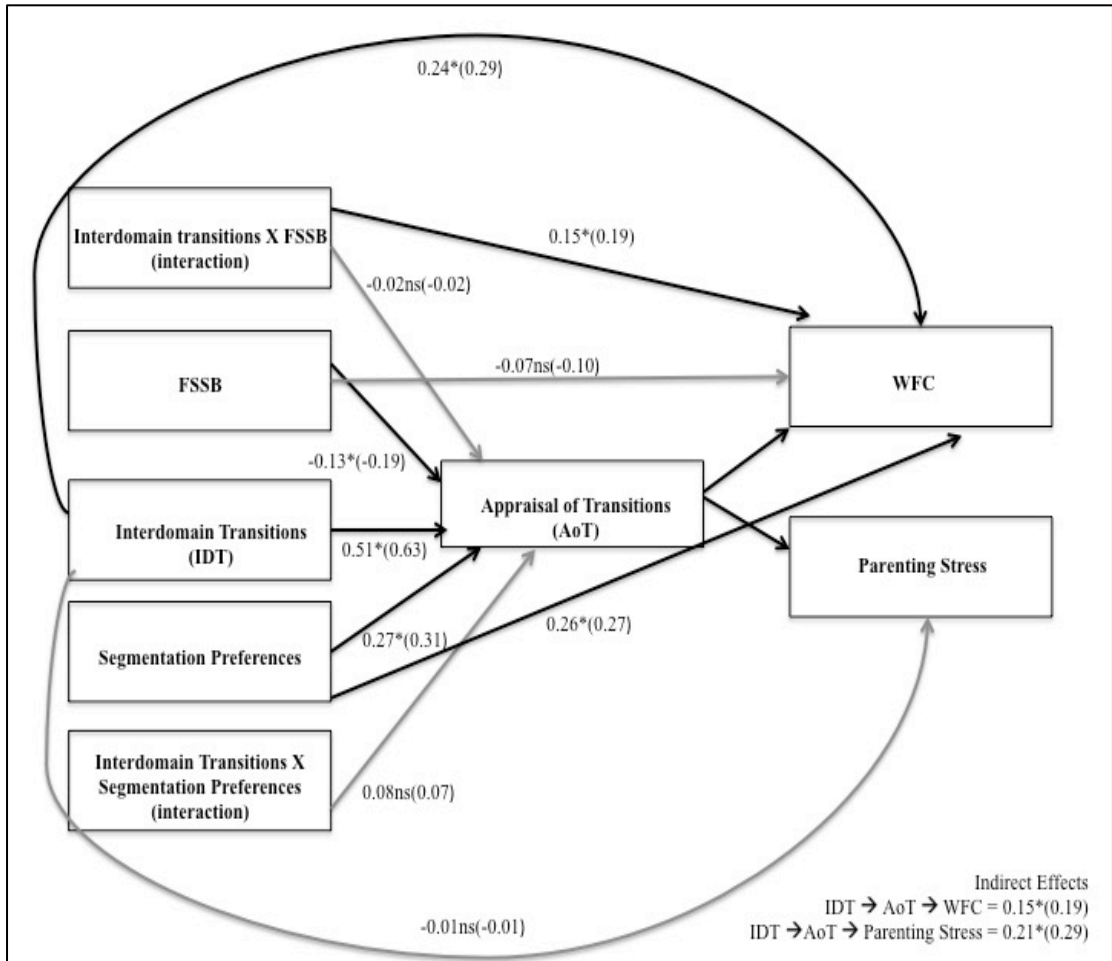 0.24*(0.29)
Interdomain transitions X FSSB
(interaction)
0.15*(0.19)
-0.02ns(-0.02)
FSSB
-0.07ns(-0.10)
WFC
-0.13*(-0.19)
Appraisal of Transitions
(AoT)
Interdomain Transitions
(IDT)
0.51*(0.63)
Parenting Stress
Segmentation Preferences
0.27*(0.31)
0.26*(0.27)
Interdomain Transitions X
Segmentation Preferences
(interaction)
0.08ns(0.07)
-0.01ns(-0.01)
Indirect Effects
IDT → AoT → WFC = 0.15*(0.19)
IDT →AoT → Parenting Stress = 0.21*(0.29)